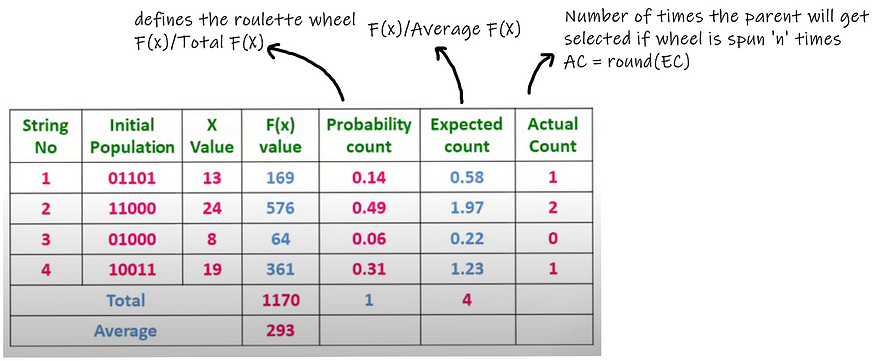 defines the roulette wheel
F(x)/Total F(X)
F(x)/Average F(X)
Number of times the parent will get
selected if wheel is spun 'n' times
AC = round(EC)
String No Initial Population X Value F(x) value Probability count Expected count Actual Count
1 01101 13 169 0.14 0.58 1
2 11000 24 576 0.49 1.97 2
3 01000 8 64 0.06 0.22 0
4 10011 19 361 0.31 1.23 1
Total 1170 1 4
Average 293